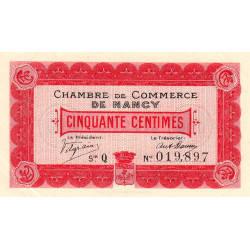 CHAMBRE DE COMMERCE
DE NANCY
CINQUANTE CENTIMES
Le Président: Le Trésorier:
Sie Q No 019,897